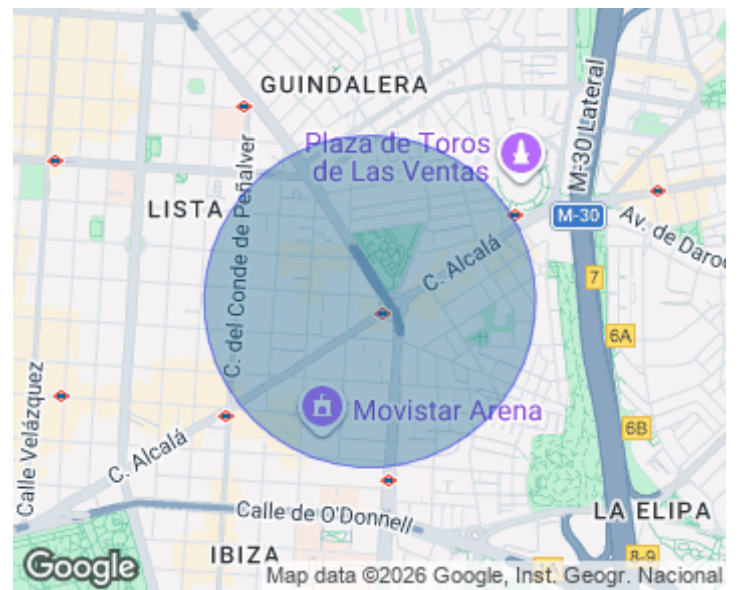 GUINDALERA
Plaza de Toros
de Las Ventas
M-30 Lateral
LISTA
C. del Conde de Peñalver
M-30
Av. de Daroc
C. Alcalá
7
6A
Calle Velázquez
Movistar Arena
6B
C. Alcalá
Calle de O'Donnell
LA ELIPA
IBIZA
8-9
Google
Map data ©2026 Google, Inst. Geogr. Nacional